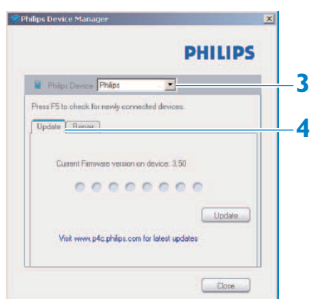 Philips Device Manager
PHILIPS
Philips Device Philips
3
Press F5 to check for newly connected devices.
Update Repair
4
Current Firmware version on device: 3.50
Update
Visit www.p4c.philips.com for latest updates
Close